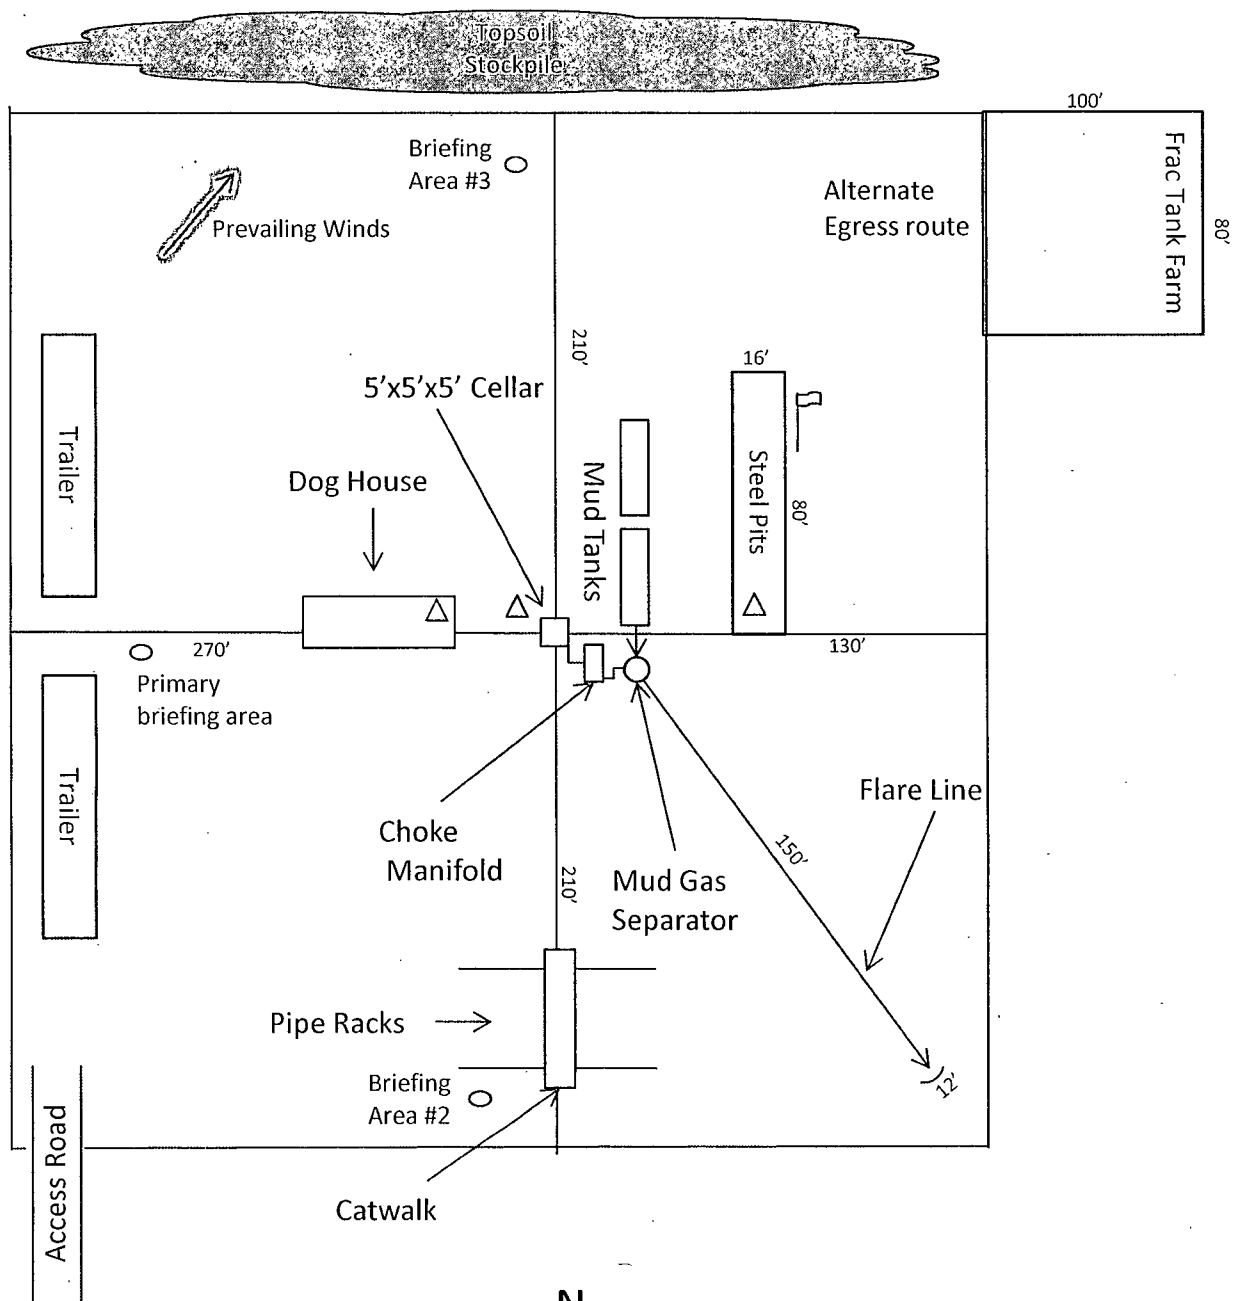 Topsoil
Stockpile
100'
Briefing
Area #3
Alternate
Egress route
Frac Tank Farm
80'
Prevailing Winds
210'
16'
5'x5'x5' Cellar
Trailer
Dog House
Mud Tanks
Steel Pits
80'
270'
130'
Primary
briefing area
Trailer
Flare Line
Choke
Manifold
150'
210'
Mud Gas
Separator
Pipe Racks
Briefing
Area #2
12'
Access Road
Catwalk
N